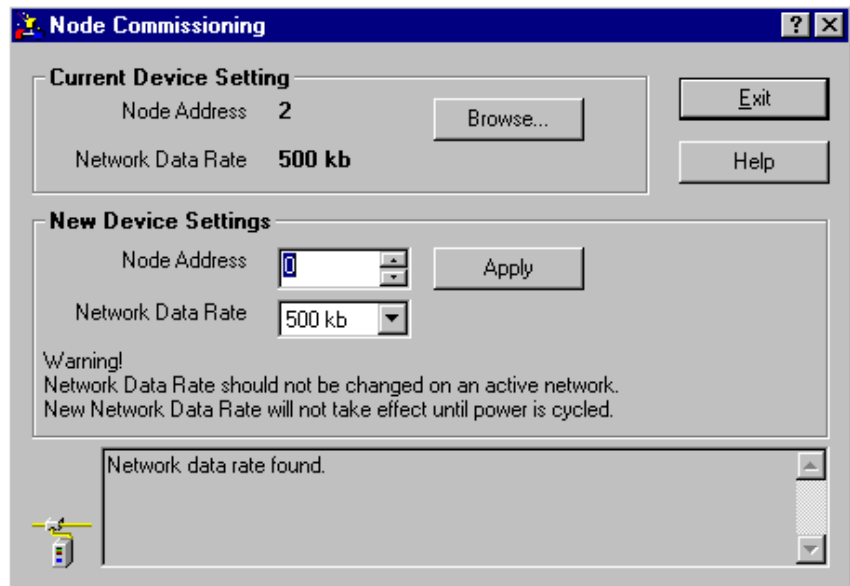 Node Commissioning
Current Device Setting
Node Address 2
Browse...
Network Data Rate 500 kb
Exit
Help
New Device Settings
Node Address 0
Apply
Network Data Rate 500 kb
Warning!
Network Data Rate should not be changed on an active network.
New Network Data Rate will not take effect until power is cycled.
Network data rate found.